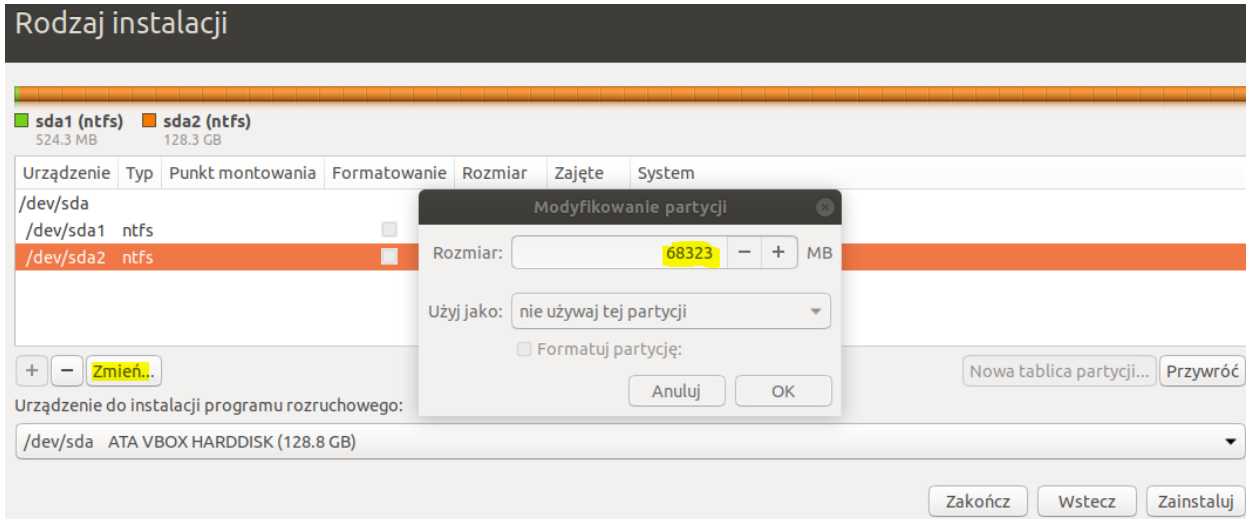 Rodzaj instalacji
sda1 (ntfs) sda2 (ntfs)
524.3 MB 128.3 GB
Urządzenie Typ Punkt montowania Formatowanie Rozmiar Zajęte System
/dev/sda
/dev/sda1 ntfs
/dev/sda2 ntfs
Modyfikowanie partycji
Rozmiar: 68323 − + MB
Użyj jako: nie używaj tej partycji
Formatuj partycję:
Anuluj OK
+ − Zmień... Nowa tablica partycji... Przywróć
Urządzenie do instalacji programu rozruchowego:
/dev/sda ATA VBOX HARDDISK (128.8 GB)
Zakończ Wstecz Zainstaluj